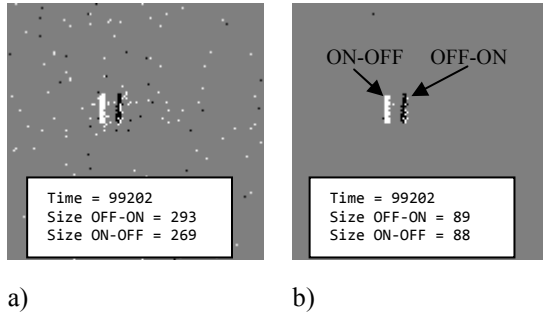 ON-OFF OFF-ON
Time = 99202
Size OFF-ON = 293
Size ON-OFF = 269
Time = 99202
Size OFF-ON = 89
Size ON-OFF = 88
a)
b)